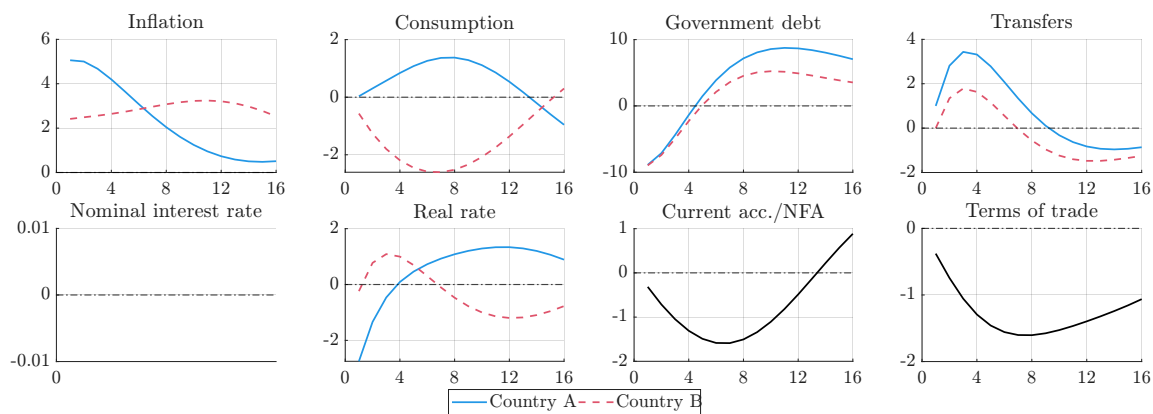 Inflation
Consumption
Government debt
Transfers
6
4
2
0
0 4 8 12 16
2
0
-2
0 4 8 12 16
10
0
-10
0 4 8 12 16
4
2
0
-2
0 4 8 12 16
Nominal interest rate
Real rate
Current acc./NFA
Terms of trade
0.01
0
-0.01
0
2
0
-2
0 4 8 12 16
1
0
-1
-2
0 4 8 12 16
0
-1
-2
0 4 8 12 16
Country A
Country B